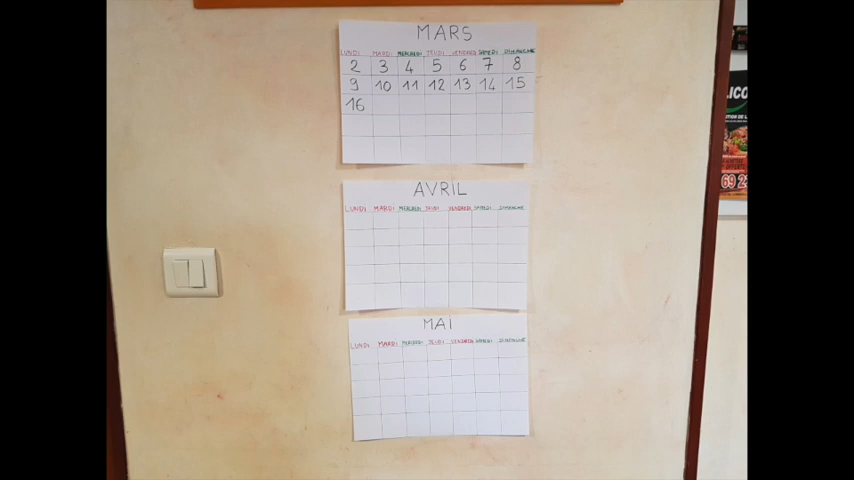 MARS
LUNDI MARDI MERCREDI JEUDI VENDREDI SAMEDI DIMANCHE
2 3 4 5 6 7 8
9 10 11 12 13 14 15
16
AVRIL
LUNDI MARDI MERCREDI JEUDI VENDREDI SAMEDI DIMANCHE
MAI
LUNDI MARDI MERCREDI JEUDI VENDREDI SAMEDI DIMANCHE